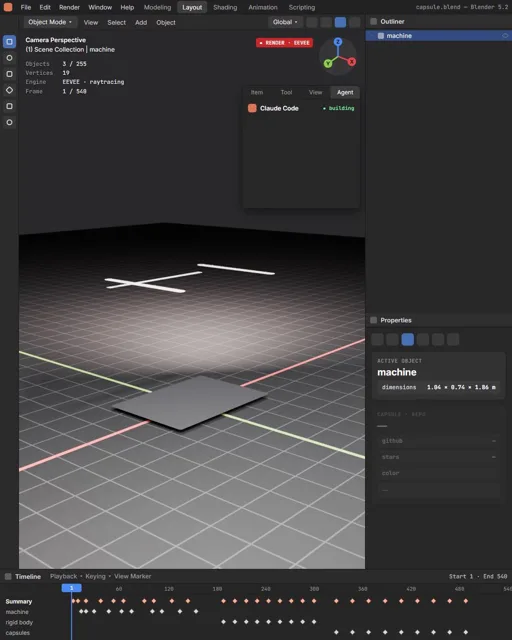 File Edit Render Window Help Modeling Layout Shading Animation Scripting
capsule.blend — Blender 5.2
Object Mode View Select Add Object
Global
Outliner
machine
Camera Perspective
(1) Scene Collection | machine
RENDER · EEVEE
Objects 3 / 255
Vertices 19
Engine EEVEE · raytracing
Frame 1 / 540
Z
X
Y
Item Tool View Agent
Claude Code
building
Properties
ACTIVE OBJECT
machine
dimensions 1.04 × 0.74 × 1.86 m
CAPSULE · REPO
github
stars
color
Timeline
Playback • Keying • View Marker
Start 1 · End 540
60 120 180 240 300 360 420 480 540
Summary
machine
rigid body
capsules